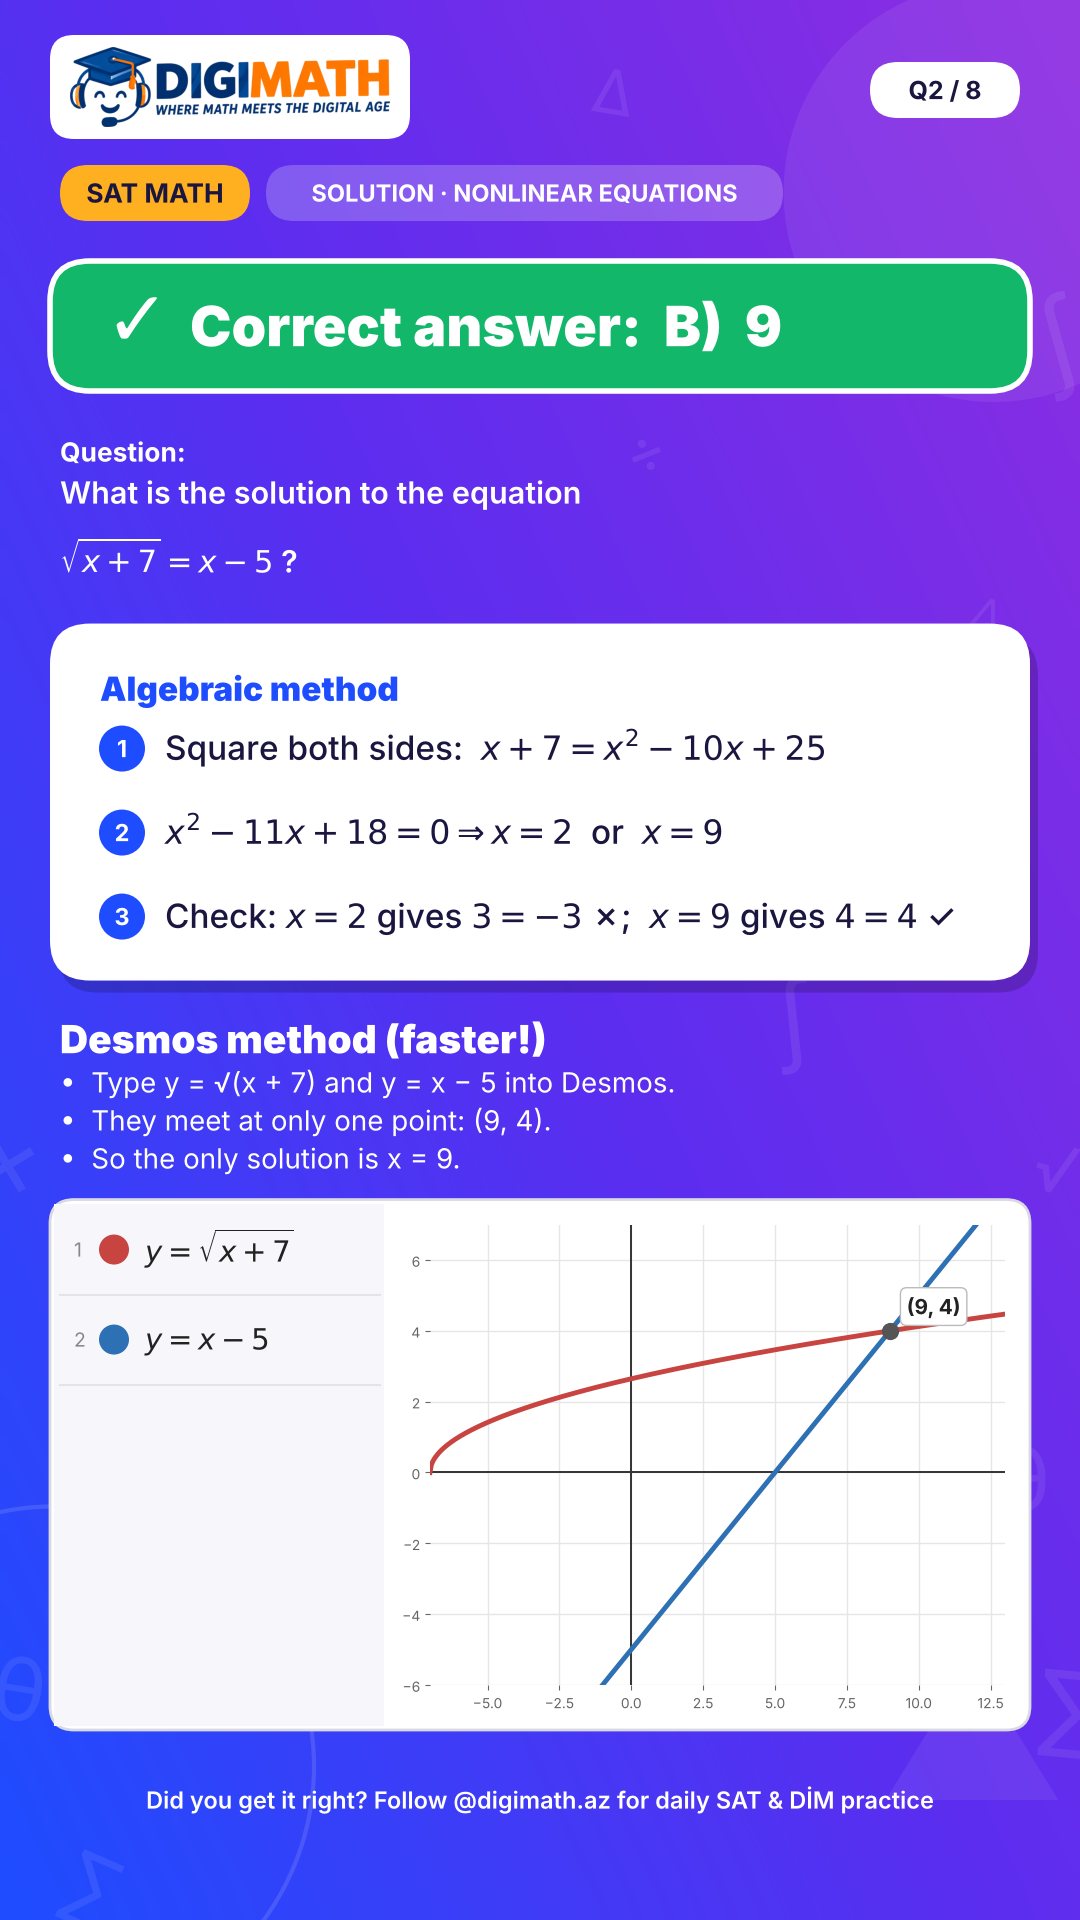 DIGIMATH
WHERE MATH MEETS THE DIGITAL AGE
Q2 / 8
SAT MATH
SOLUTION · NONLINEAR EQUATIONS
✓ Correct answer: B) 9
Question:
What is the solution to the equation
√(x + 7) = x − 5 ?
Algebraic method
1 Square both sides: x + 7 = x² − 10x + 25
2 x² − 11x + 18 = 0 ⇒ x = 2 or x = 9
3 Check: x = 2 gives 3 = −3 ×; x = 9 gives 4 = 4 ✓
Desmos method (faster!)
• Type y = √(x + 7) and y = x − 5 into Desmos.
• They meet at only one point: (9, 4).
• So the only solution is x = 9.
1 y = √(x + 7)
2 y = x − 5
(9, 4)
6
4
2
0
−2
−4
−6
−5.0 −2.5 0.0 2.5 5.0 7.5 10.0 12.5
Did you get it right? Follow @digimath.az for daily SAT & DİM practice